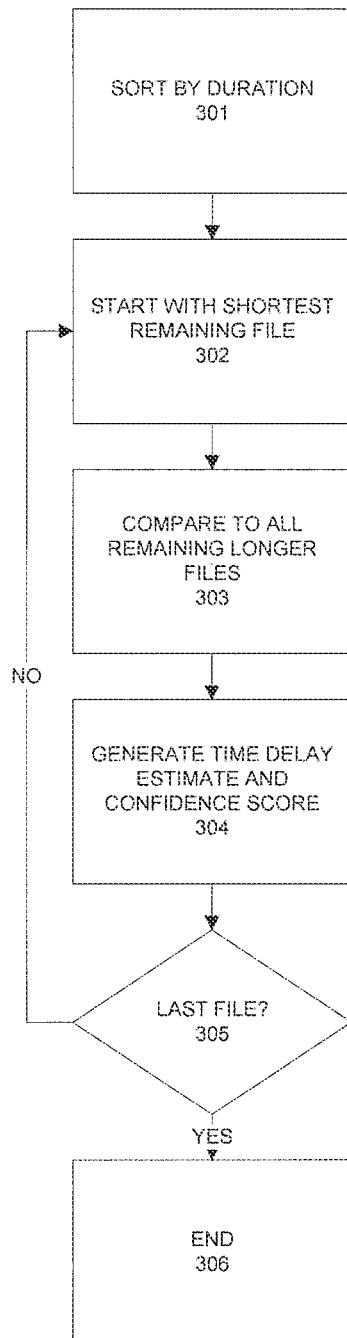 SORT BY DURATION
301
START WITH SHORTEST
REMAINING FILE
302
COMPARE TO ALL
REMAINING LONGER
FILES
303
NO
GENERATE TIME DELAY
ESTIMATE AND
CONFIDENCE SCORE
304
LAST FILE?
305
YES
END
306